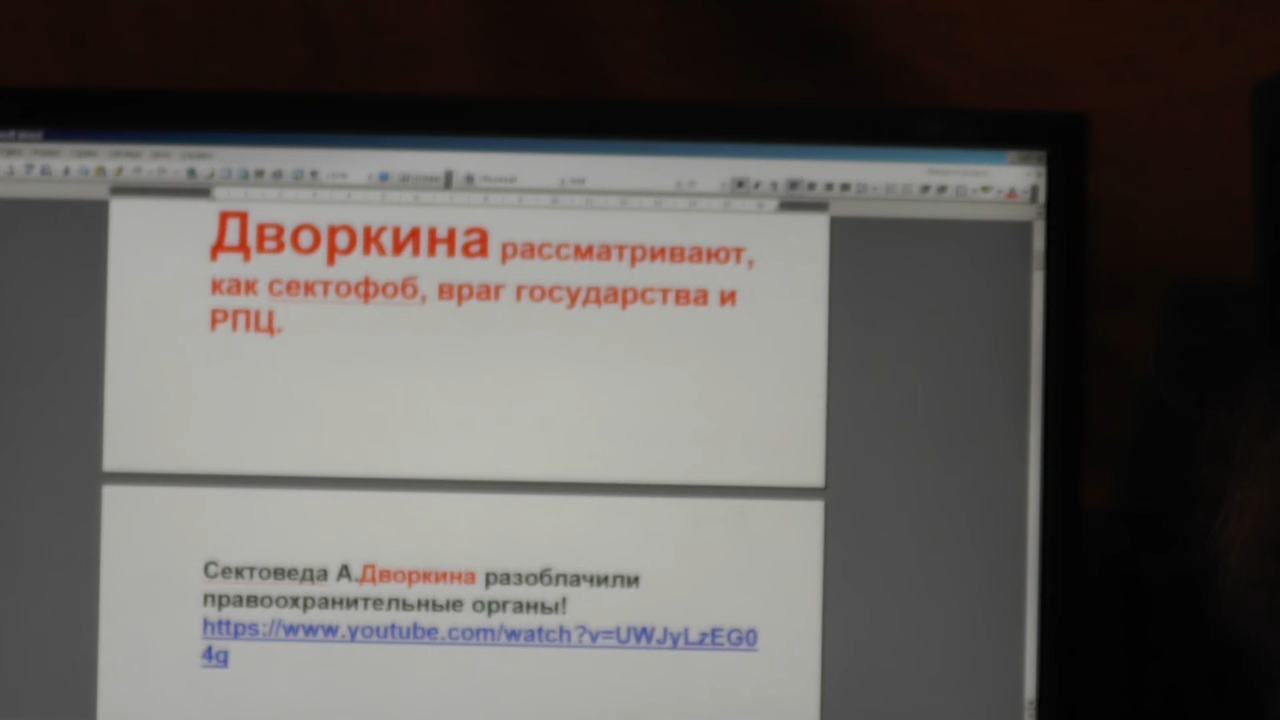 Дворкина рассматривают,
как сектофоб, враг государства и
РПЦ.
Сектоведа А.Дворкина разоблачили
правоохранительные органы!
https://www.youtube.com/watch?v=UWJyLzEG0
4g